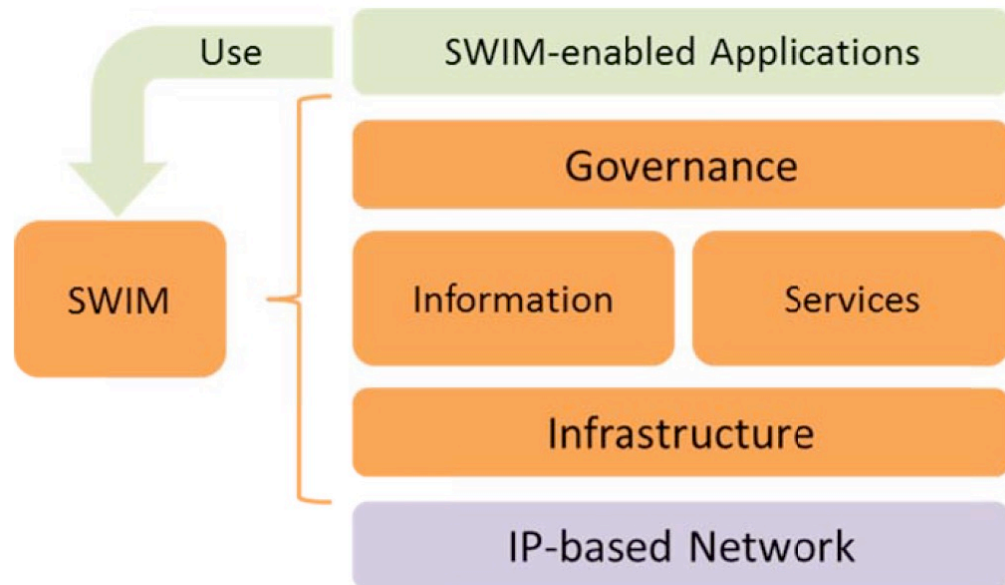 Use
SWIM-enabled Applications
Governance
SWIM
Information
Services
Infrastructure
IP-based Network